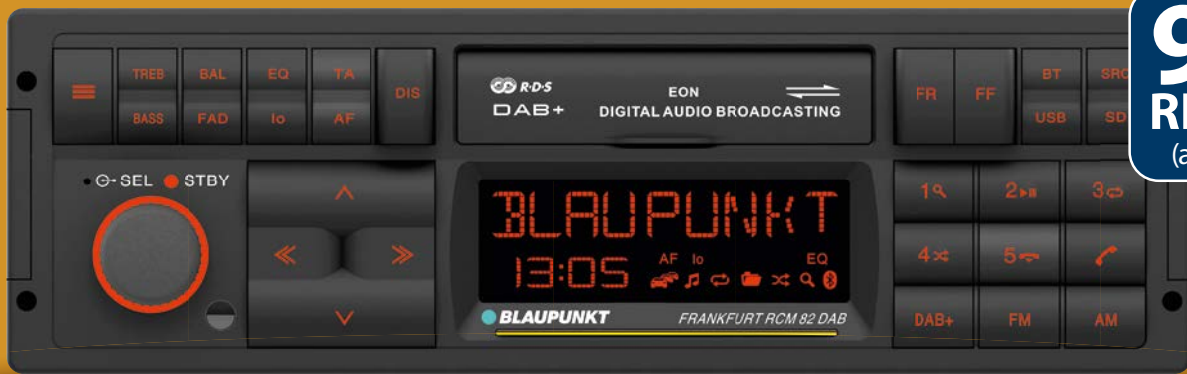 TREB BAL EQ TA
DIS
BASS FAD lo AF
R·D·S
DAB+
EON
DIGITAL AUDIO BROADCASTING
FR FF
BT SRC
USB SD
SEL STBY
BLAUPUNKT
13:05
AF lo EQ
BLAUPUNKT FRANKFURT RCM 82 DAB
1 2 3
4 5
DAB+ FM AM
(a